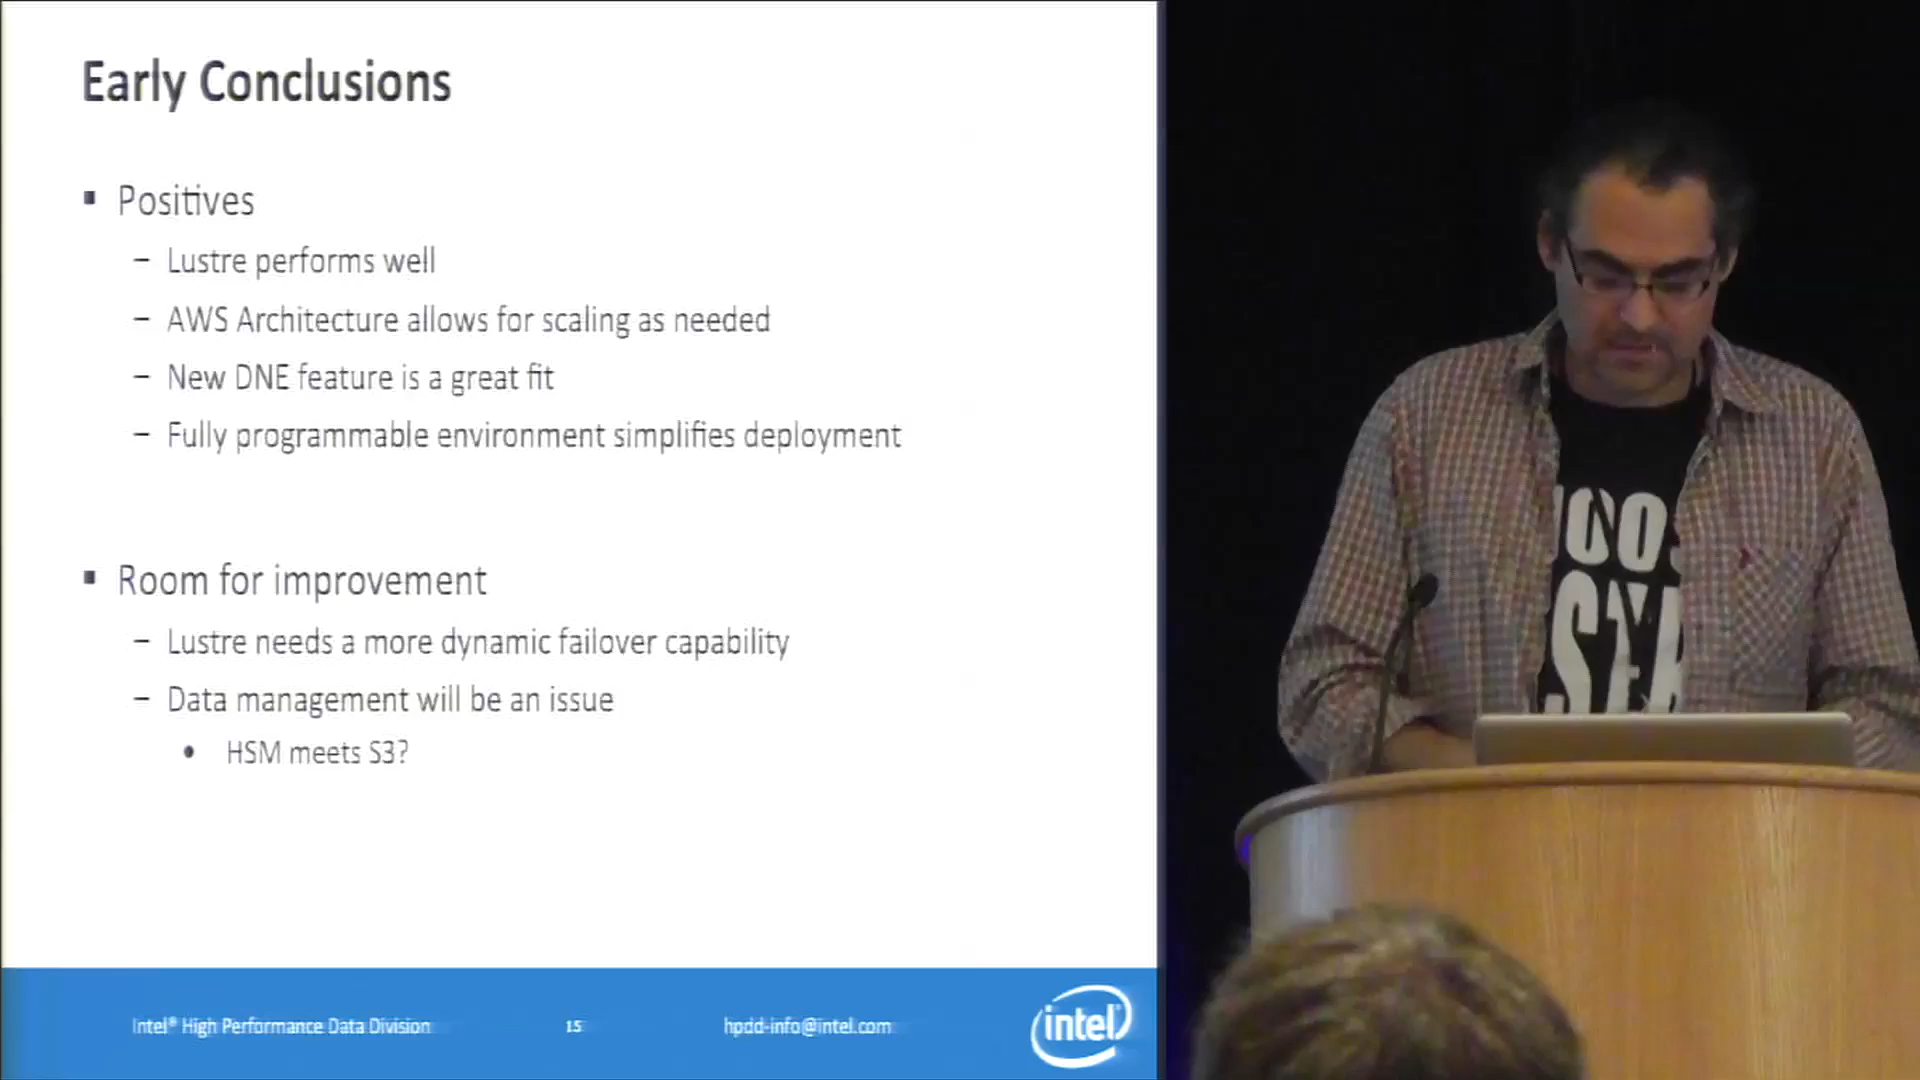 Early Conclusions
▪ Positives
– Lustre performs well
– AWS Architecture allows for scaling as needed
– New DNE feature is a great fit
– Fully programmable environment simplifies deployment
▪ Room for improvement
– Lustre needs a more dynamic failover capability
– Data management will be an issue
• HSM meets S3?
Intel® High Performance Data Division 15 hpdd-info@intel.com
intel